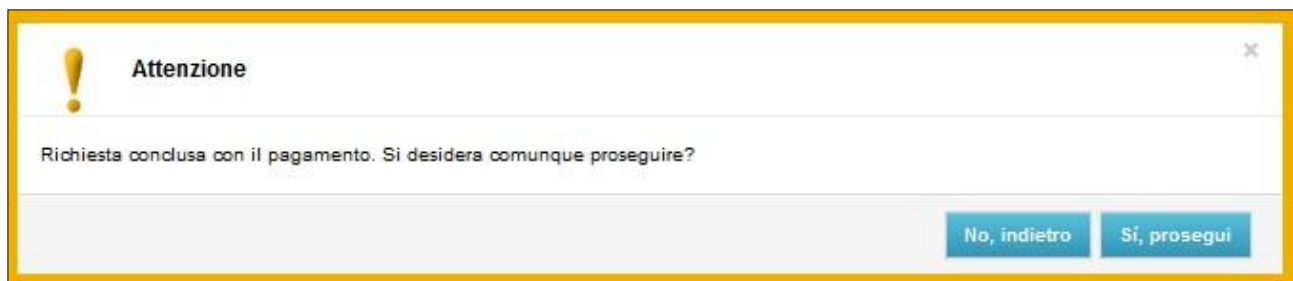 Attenzione
Richiesta conclusa con il pagamento. Si desidera comunque proseguire?
No, indietro
Sí, prosegui